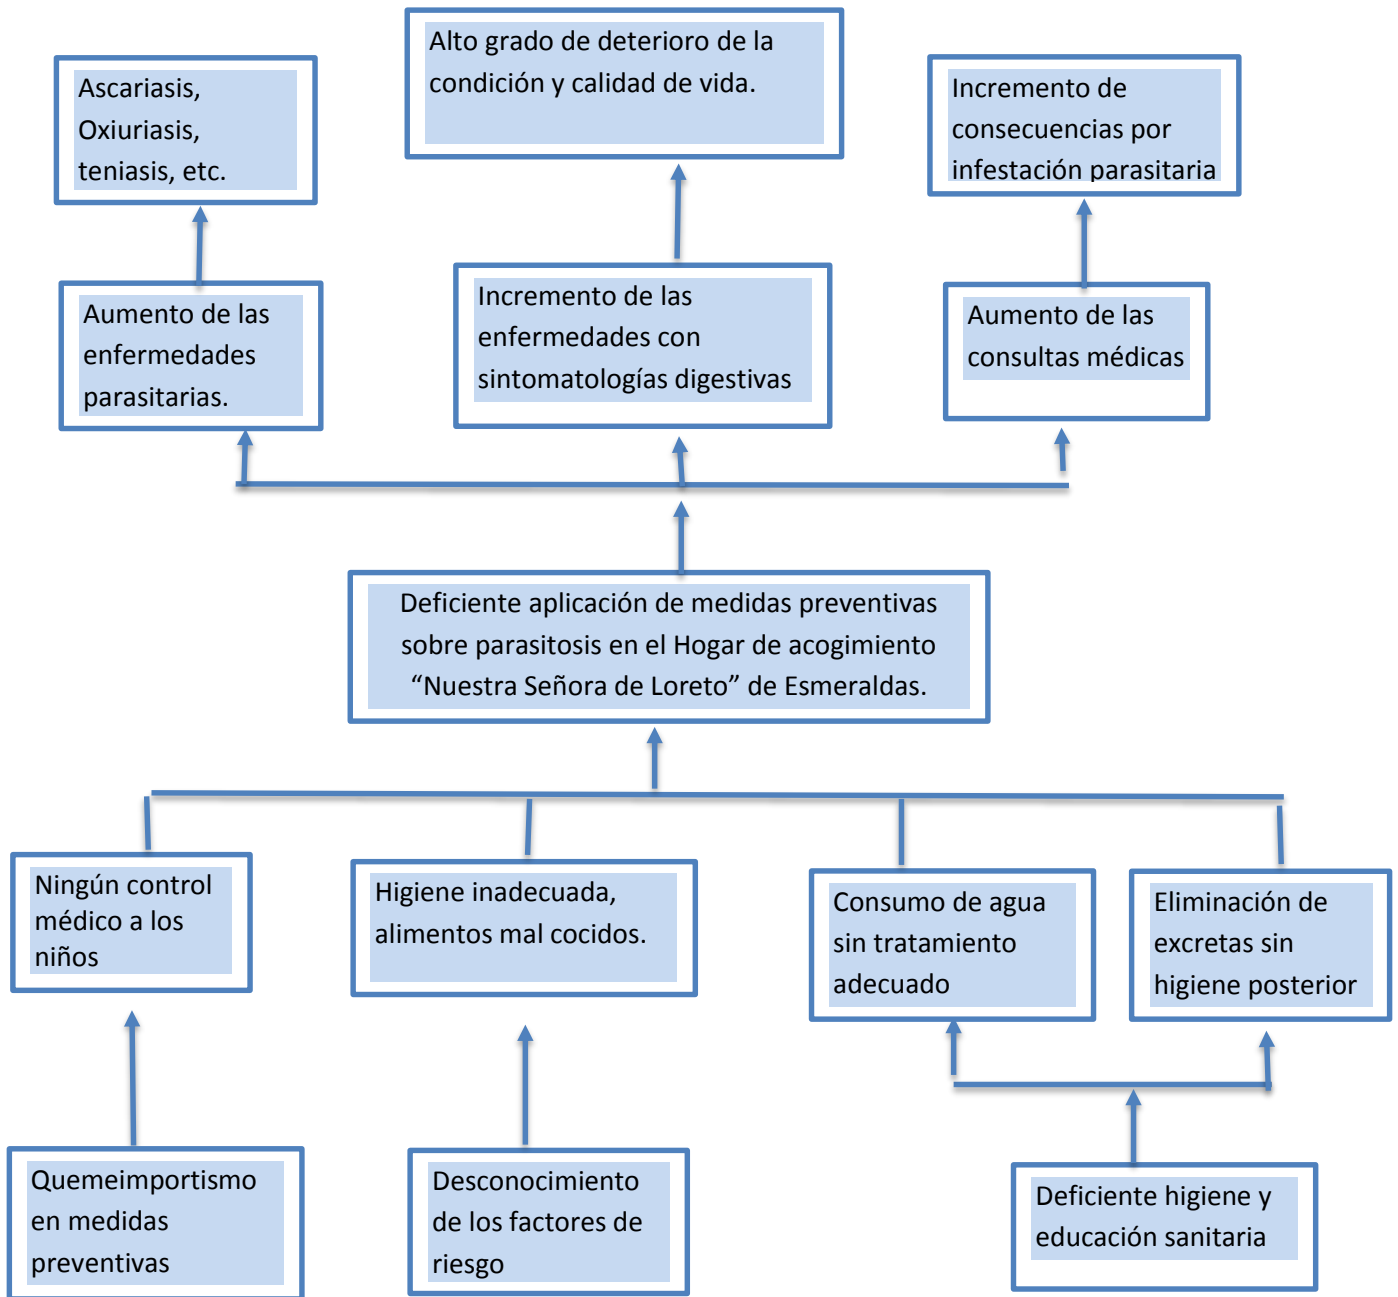 Alto grado de deterioro de la
condición y calidad de vida.
Ascariasis,
Oxiuriasis,
teniasis, etc.
Incremento de
consecuencias por
infestación parasitaria
Aumento de las
enfermedades
parasitarias.
Incremento de las
enfermedades con
sintomatologías digestivas
Aumento de las
consultas médicas
Deficiente aplicación de medidas preventivas
sobre parasitosis en el Hogar de acogimiento
“Nuestra Señora de Loreto” de Esmeraldas.
Ningún control
médico a los
niños
Higiene inadecuada,
alimentos mal cocidos.
Consumo de agua
sin tratamiento
adecuado
Eliminación de
excretas sin
higiene posterior
Quemeimportismo
en medidas
preventivas
Desconocimiento
de los factores de
riesgo
Deficiente higiene y
educación sanitaria